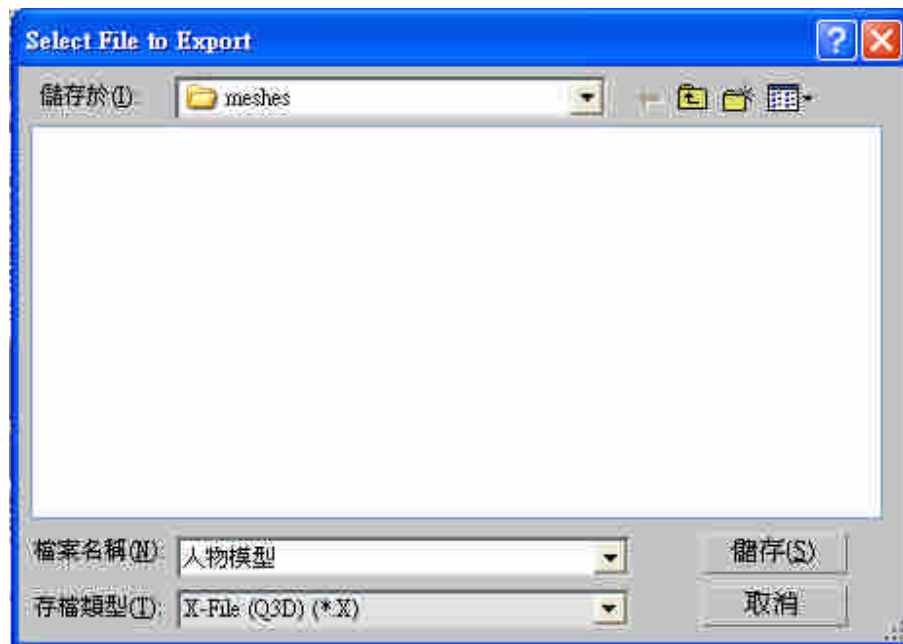 Select File to Export
儲存於(I):
meshes
檔案名稱(N):
人物模型
儲存(S)
存檔類型(T):
X-File (Q3D) (*.X)
取消